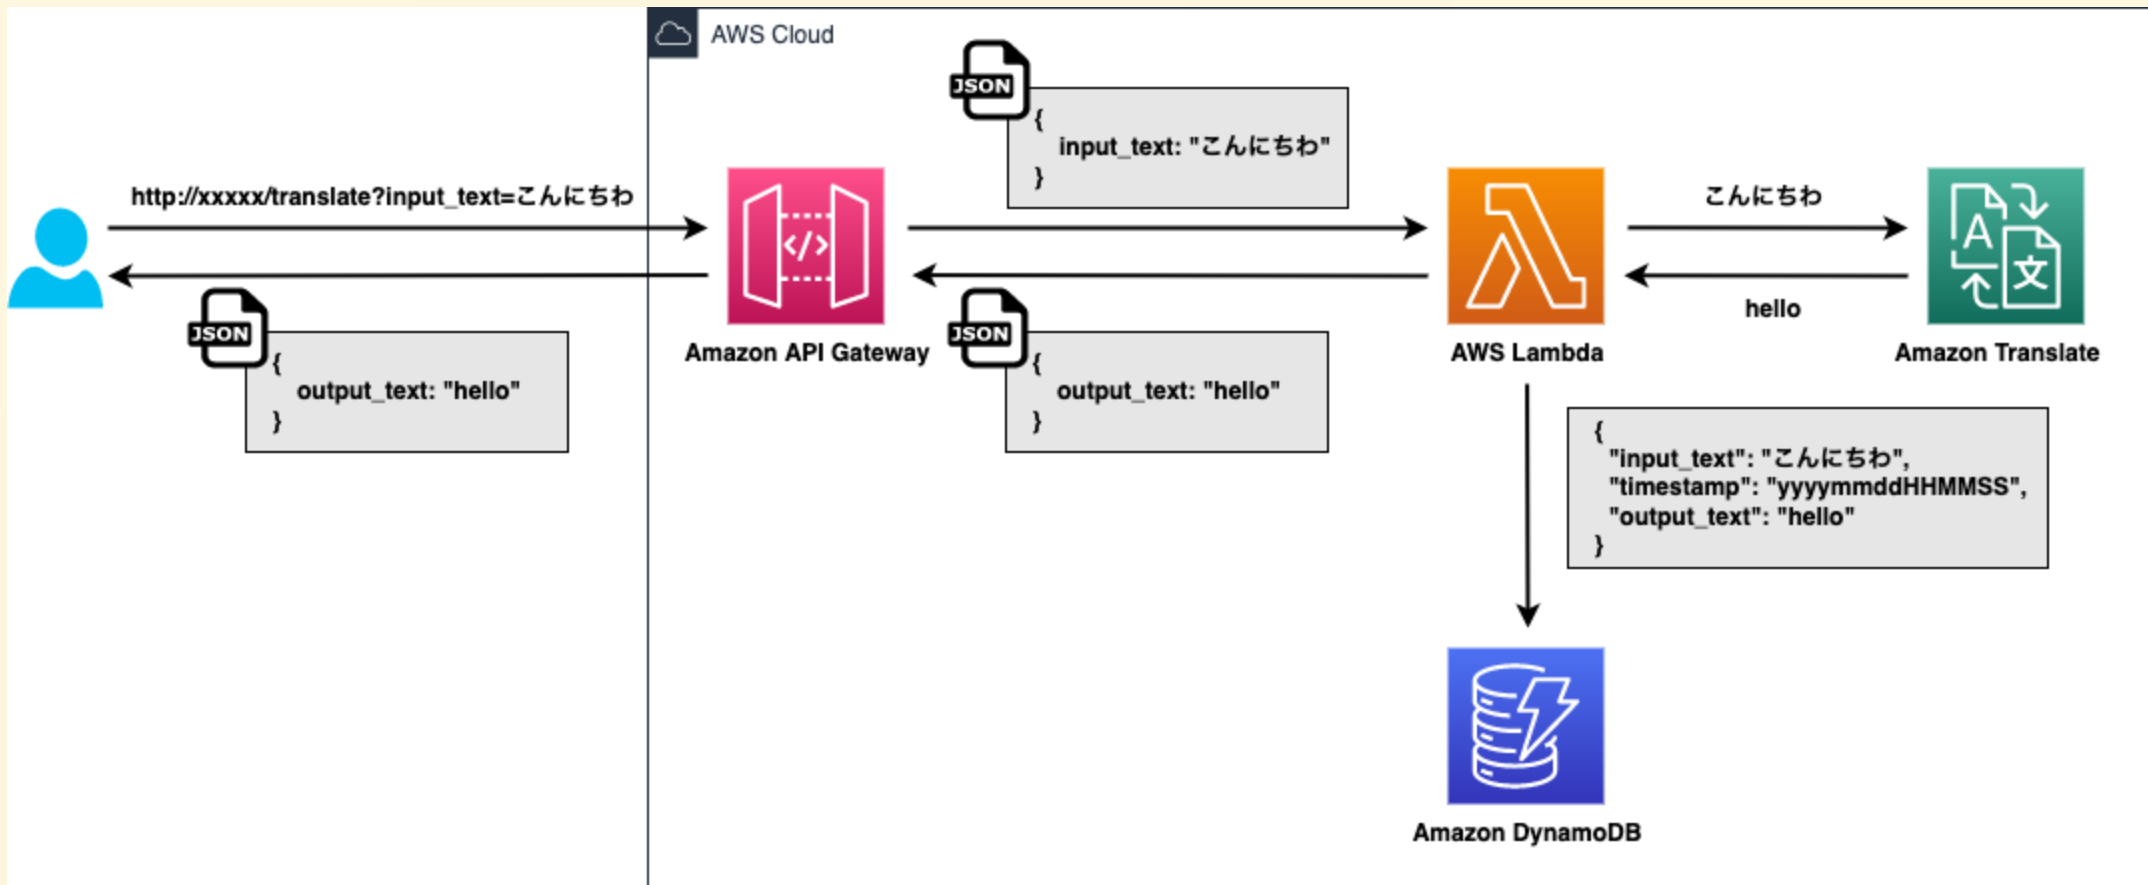 AWS Cloud
JSON
{
input_text: "こんにちわ"
}
http://xxxxx/translate?input_text=こんにちわ
こんにちわ
</>
A
文
hello
JSON
{
output_text: "hello"
}
Amazon API Gateway
JSON
{
output_text: "hello"
}
AWS Lambda
Amazon Translate
{
"input_text": "こんにちわ",
"timestamp": "yyyymmddHHMMSS",
"output_text": "hello"
}
Amazon DynamoDB